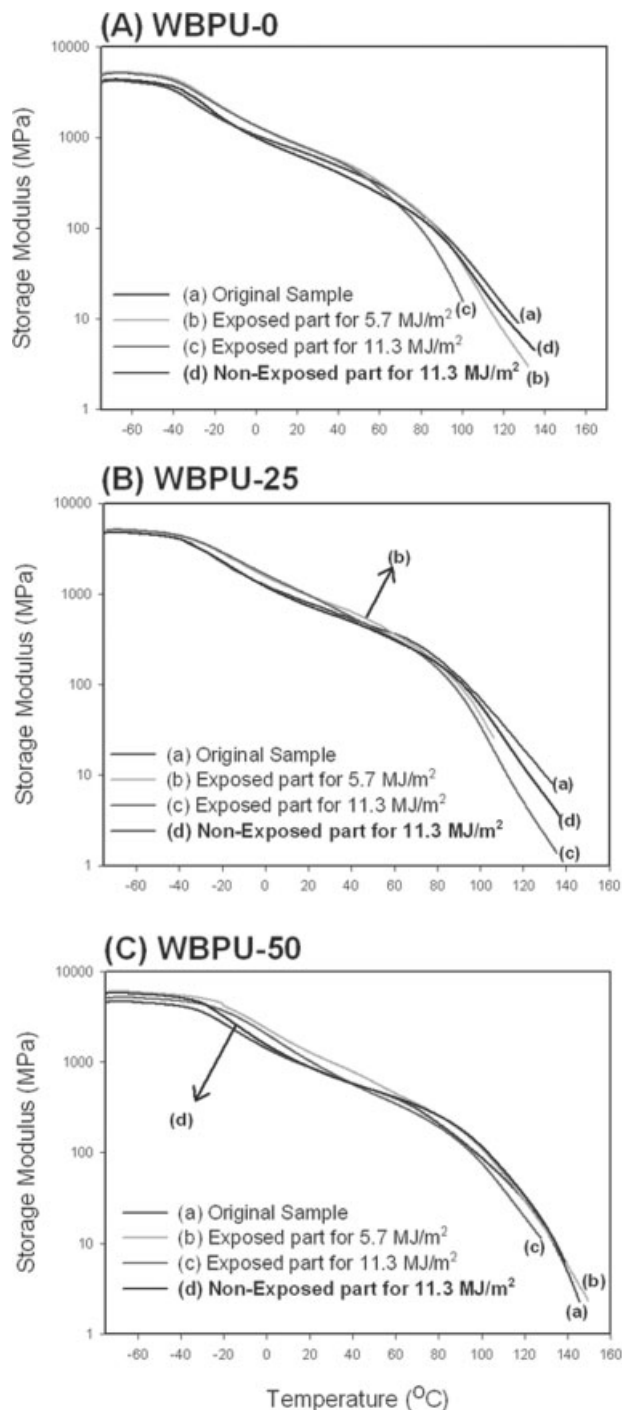 (A) WBPU-0
Storage Modulus (MPa)
10000
1000
100
10
1
(a) Original Sample
(b) Exposed part for 5.7 MJ/m²
(c) Exposed part for 11.3 MJ/m²
(d) Non-Exposed part for 11.3 MJ/m²
(c)
(a)
(d)
(b)
-60 -40 -20 0 20 40 60 80 100 120 140 160
(B) WBPU-25
Storage Modulus (MPa)
10000
1000
100
10
1
(b)
(a) Original Sample
(b) Exposed part for 5.7 MJ/m²
(c) Exposed part for 11.3 MJ/m²
(d) Non-Exposed part for 11.3 MJ/m²
(a)
(d)
(c)
-60 -40 -20 0 20 40 60 80 100 120 140 160
(C) WBPU-50
Storage Modulus (MPa)
10000
1000
100
10
1
(d)
(a) Original Sample
(b) Exposed part for 5.7 MJ/m²
(c) Exposed part for 11.3 MJ/m²
(d) Non-Exposed part for 11.3 MJ/m²
(c)
(b)
(a)
-60 -40 -20 0 20 40 60 80 100 120 140 160
Temperature (ᴼC)